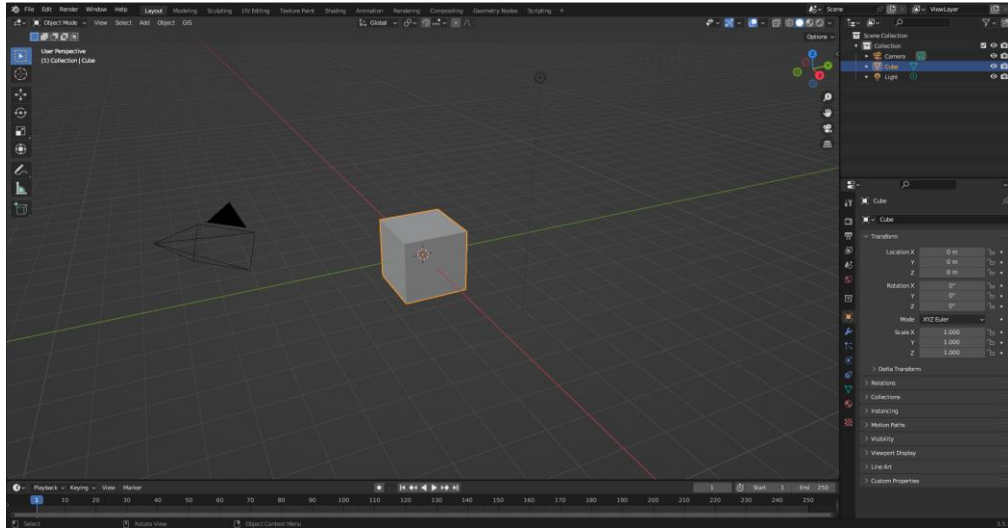 File Edit Render Window Help Layout Modeling Sculpting UV Editing Texture Paint Shading Animation Rendering Compositing Geometry Nodes Scripting + Scene ViewLayer
Object Mode View Select Add Object GIS Global
Options
User Perspective
(1) Collection | Cube
Scene Collection
Collection
Camera
Cube
Light
Cube
Cube
Transform
Location X 0 m
Y 0 m
Z 0 m
Rotation X 0°
Y 0°
Z 0°
Mode XYZ Euler
Scale X 1.000
Y 1.000
Z 1.000
Delta Transform
Relations
Collections
Instancing
Motion Paths
Visibility
Viewport Display
Line Art
Custom Properties
Z
Y
X
Playback Keying View Marker 1 Start 1 End 250
1 10 20 30 40 50 60 70 80 90 100 110 120 130 140 150 160 170 180 190 200 210 220 230 240 250
Select Rotate View Object Context Menu